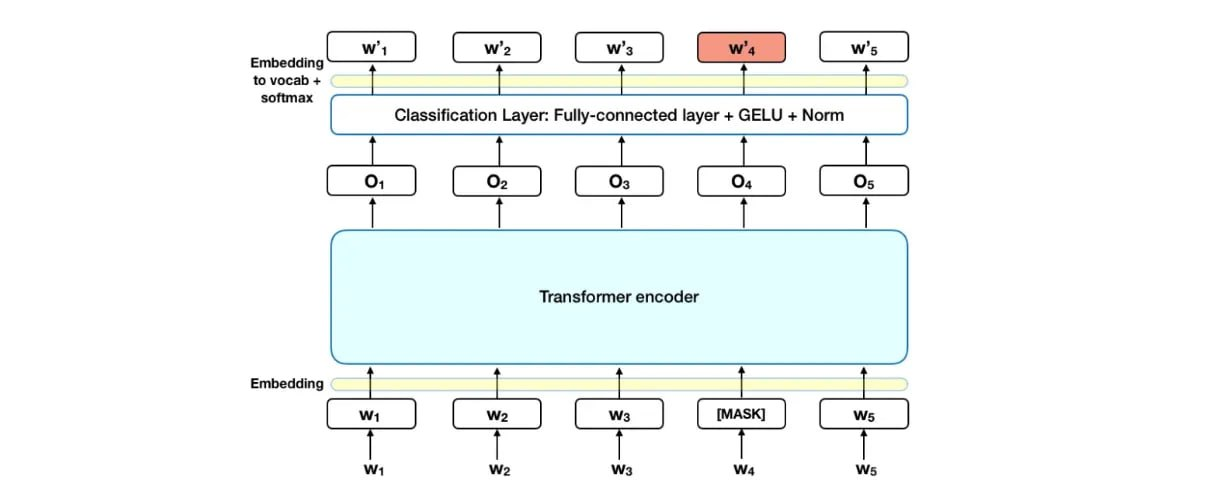 w'1 w'2 w'3 w'4 w'5
Embedding
to vocab +
softmax
Classification Layer: Fully-connected layer + GELU + Norm
O1 O2 O3 O4 O5
Transformer encoder
Embedding
W1 W2 W3 [MASK] W5
W1 W2 W3 W4 W5